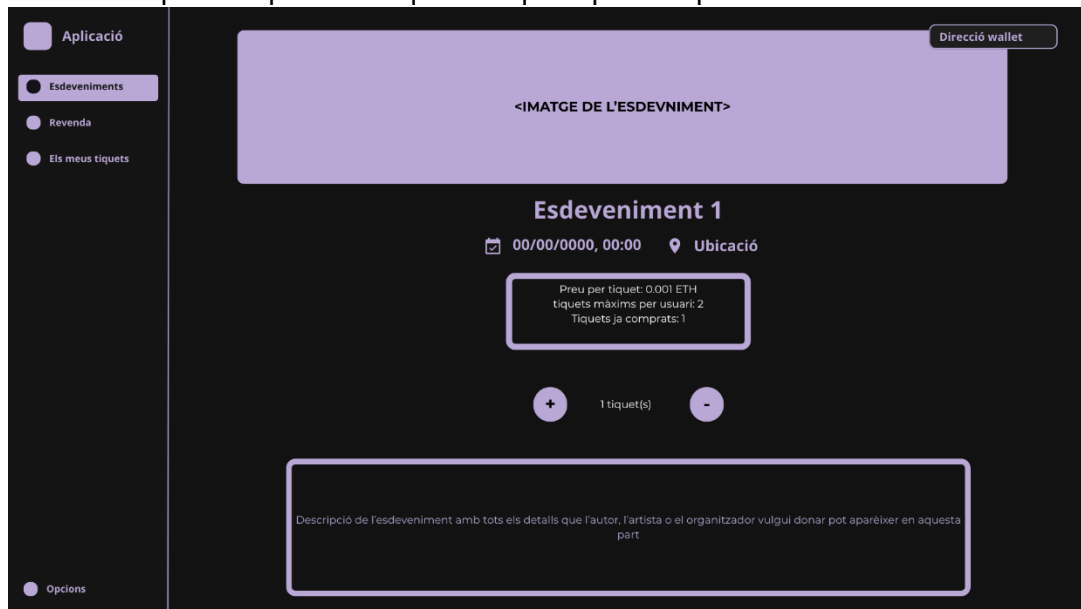 Aplicació
Direcció wallet
Esdeveniments
Revenda
Els meus tiquets
<IMATGE DE L'ESDEVNIMENT>
Esdeveniment 1
00/00/0000, 00:00 Ubicació
Preu per tiquet: 0.001 ETH
tiquets màxims per usuari: 2
Tiquets ja comprats: 1
+ 1 tiquet(s) -
Descripció de l'esdeveniment amb tots els detalls que l'autor, l'artista o el organitzador vulgui donar pot aparèixer en aquesta
part
Opcions